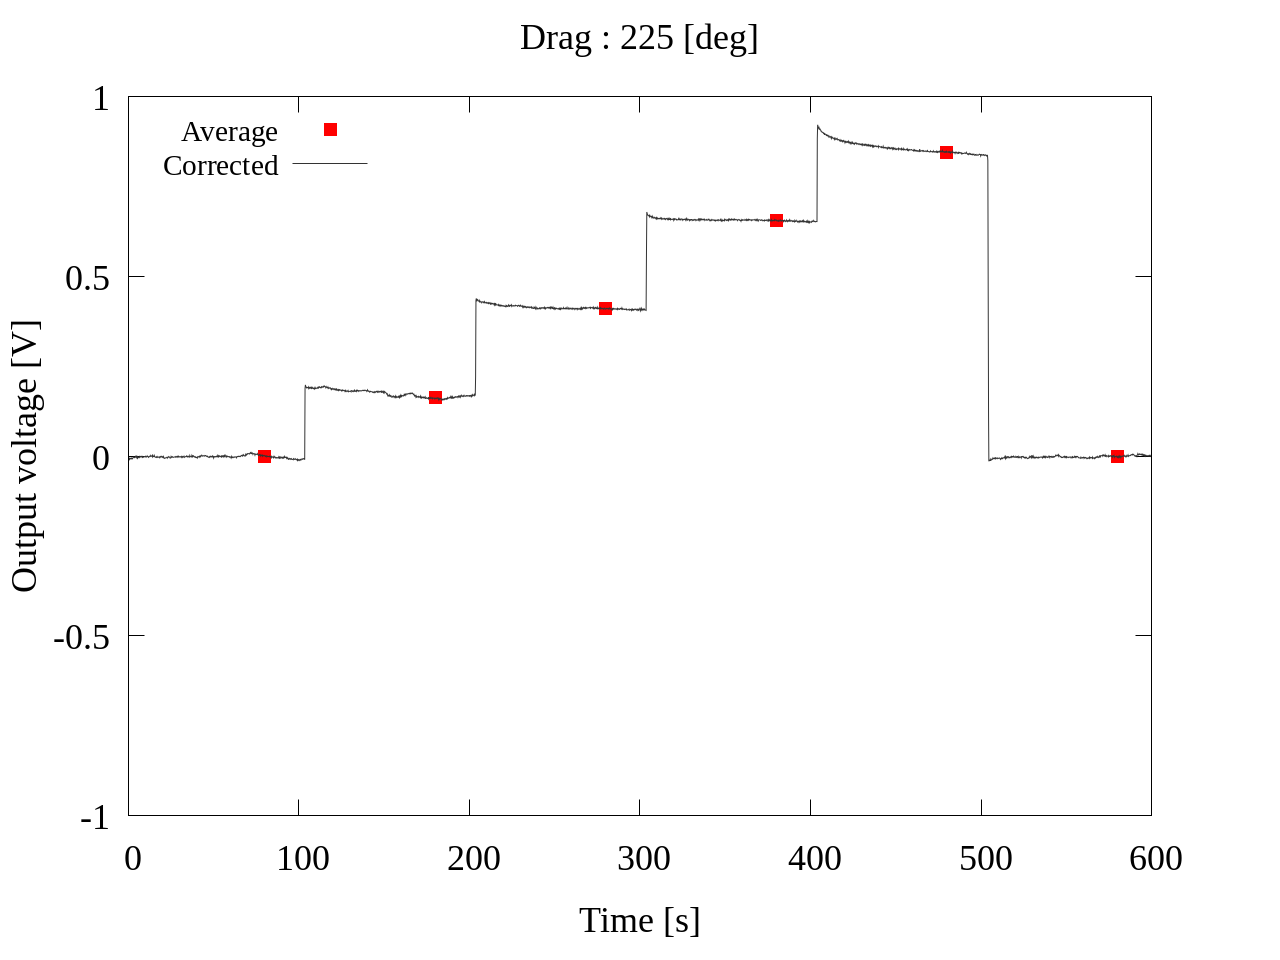 Drag : 225 [deg]
Average
Corrected
1
0.5
0
-0.5
-1
Output voltage [V]
0 100 200 300 400 500 600
Time [s]